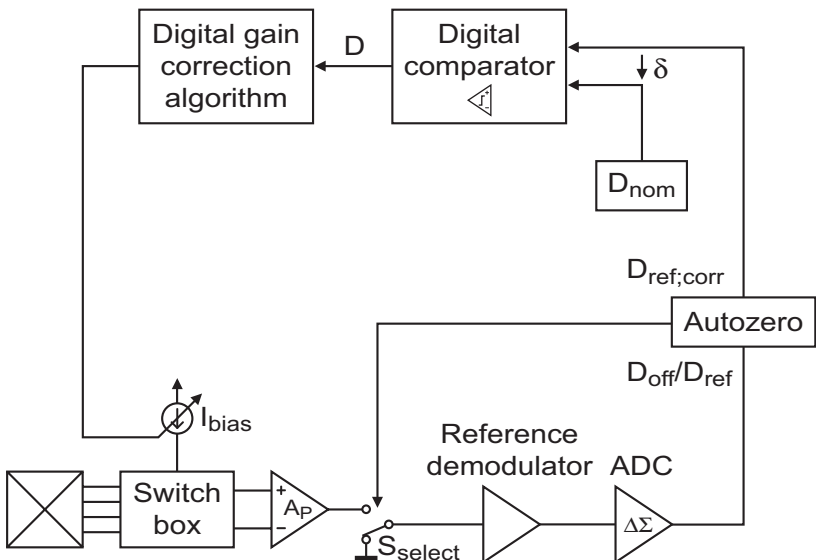 Digital gain
correction
algorithm
D
Digital
comparator
δ
D_nom
D_ref;corr
Autozero
D_off/D_ref
I_bias
Reference
demodulator
ADC
Switch
box
+
A_P
−
S_select
ΔΣ